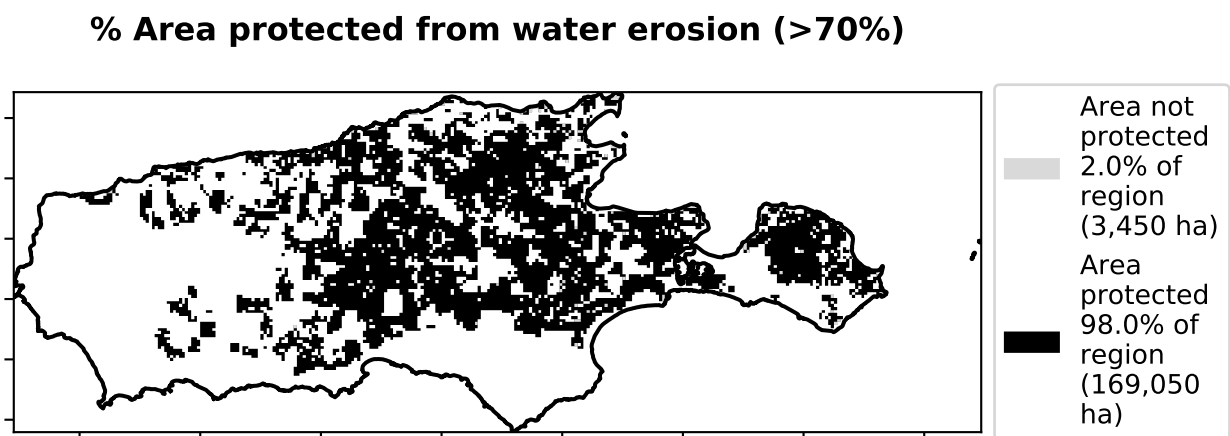 % Area protected from water erosion (>70%)
Area not
protected
2.0% of
region
(3,450 ha)
Area
protected
98.0% of
region
(169,050
ha)